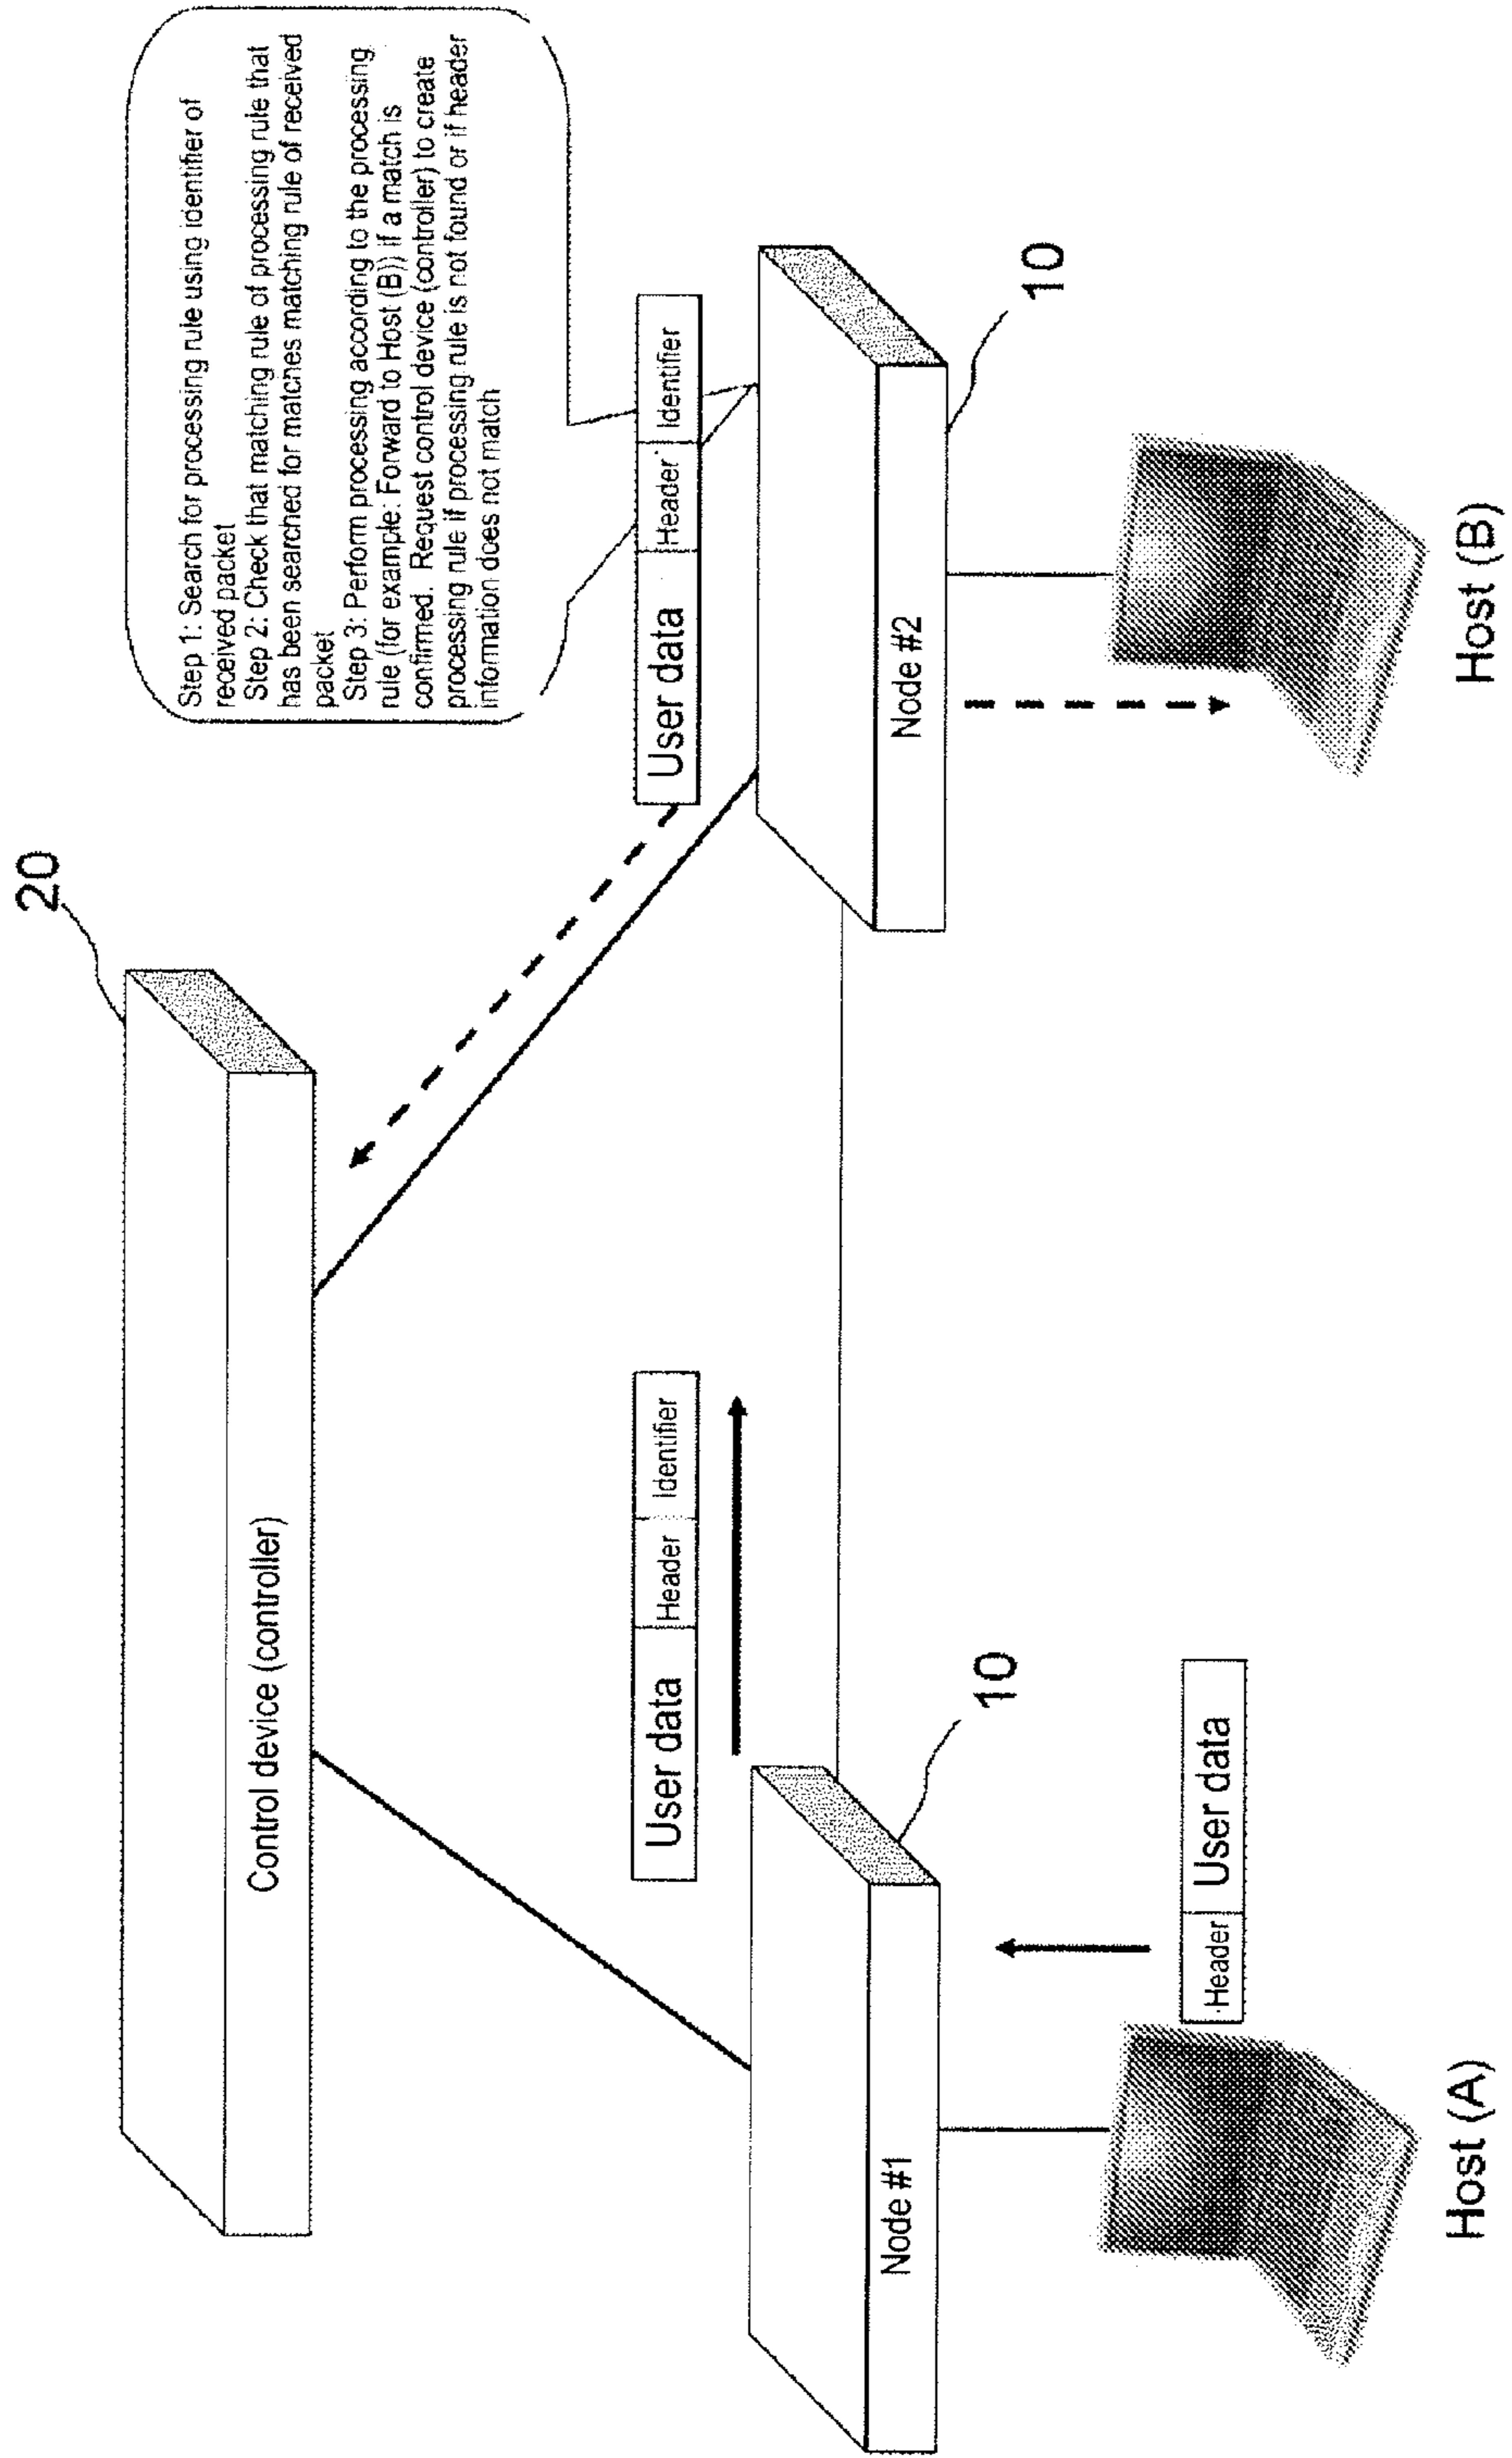 20
Step 1: Search for processing rule using identifier of
received packet
Step 2: Check that matching rule of processing rule that
has been searched for matches matching rule of received
packet
Step 3: Perform processing according to the processing
rule (for example: Forward to Host (B)) if a match is
confirmed. Request control device (controller) to create
processing rule if processing rule is not found or if header
information does not match
Control device (controller)
User data Header Identifier
User data Header Identifier
Node #1
10
Node #2
10
Header User data
Host (A)
Host (B)